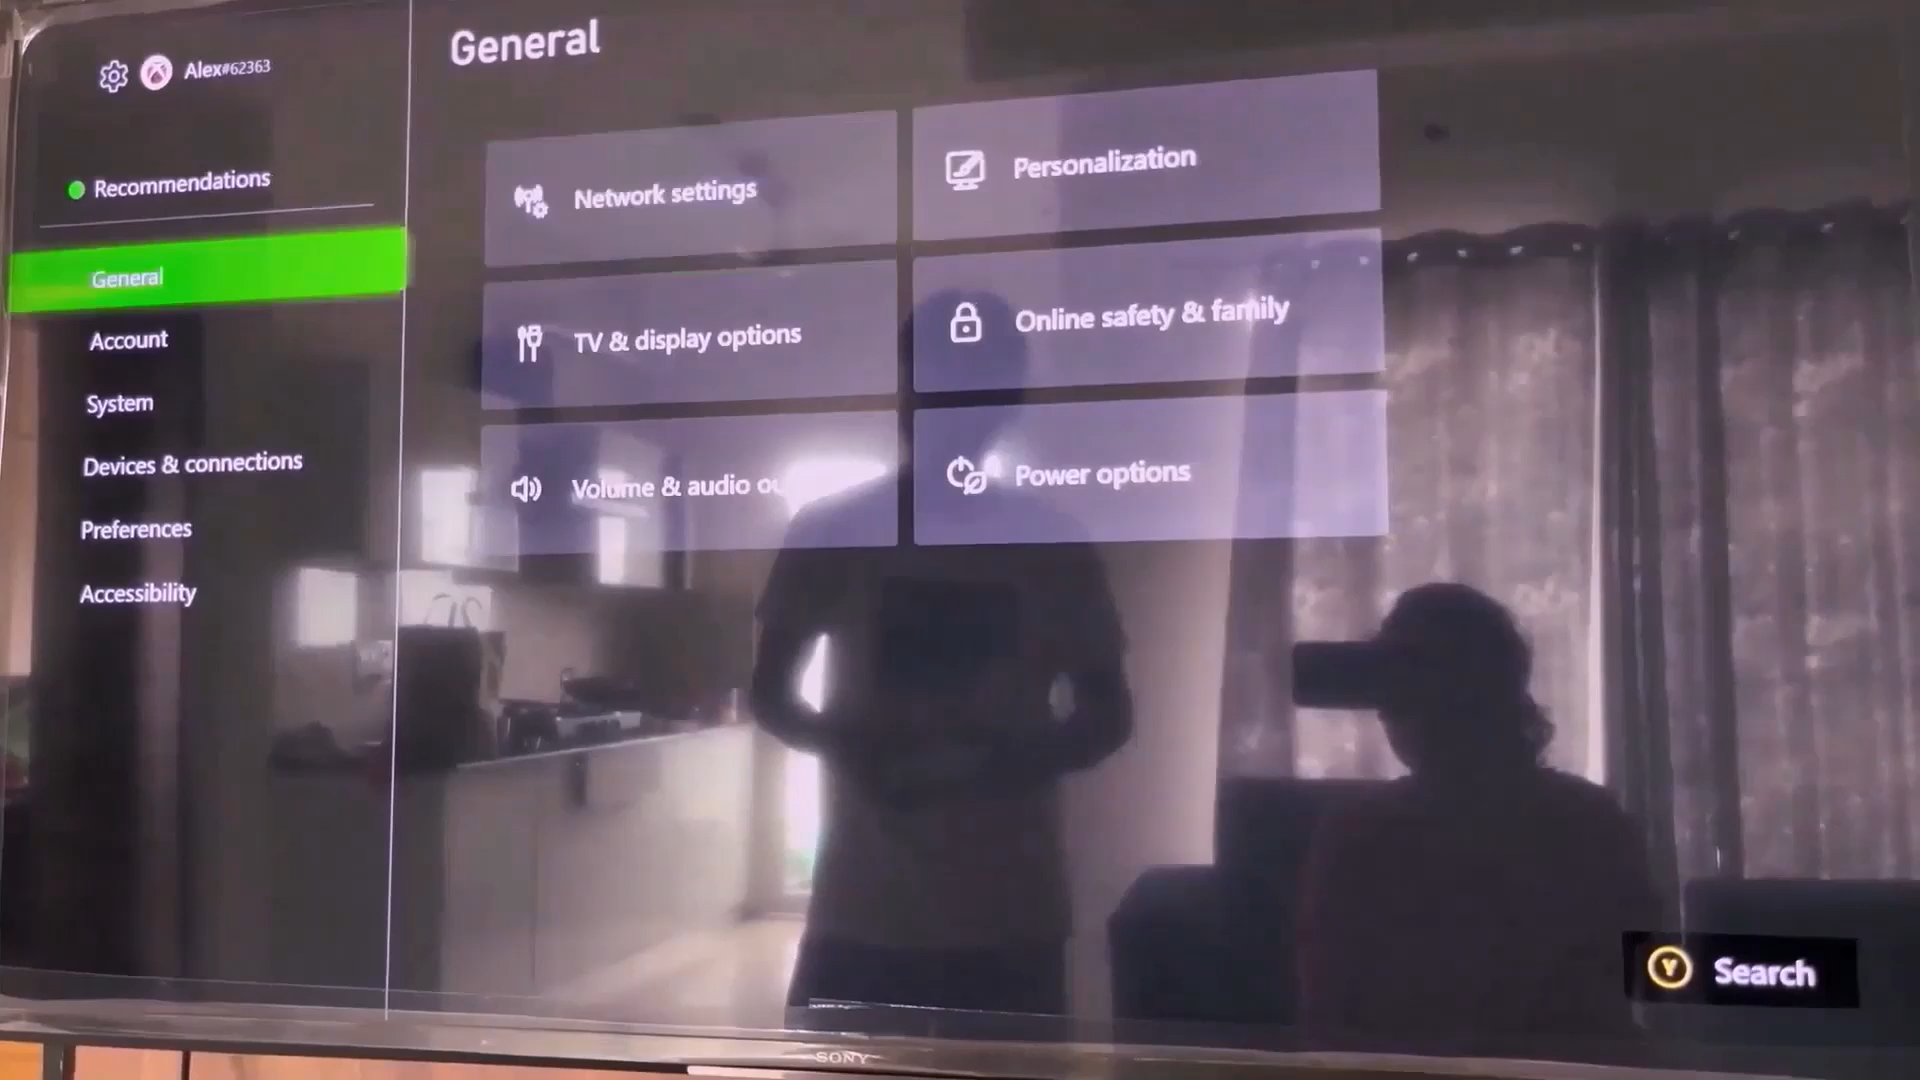 Alex#62363
Recommendations
General
Account
System
Devices & connections
Preferences
Accessibility
General
Network settings
TV & display options
Volume & audio
Personalization
Online safety & family
Power options
Y Search
SONY